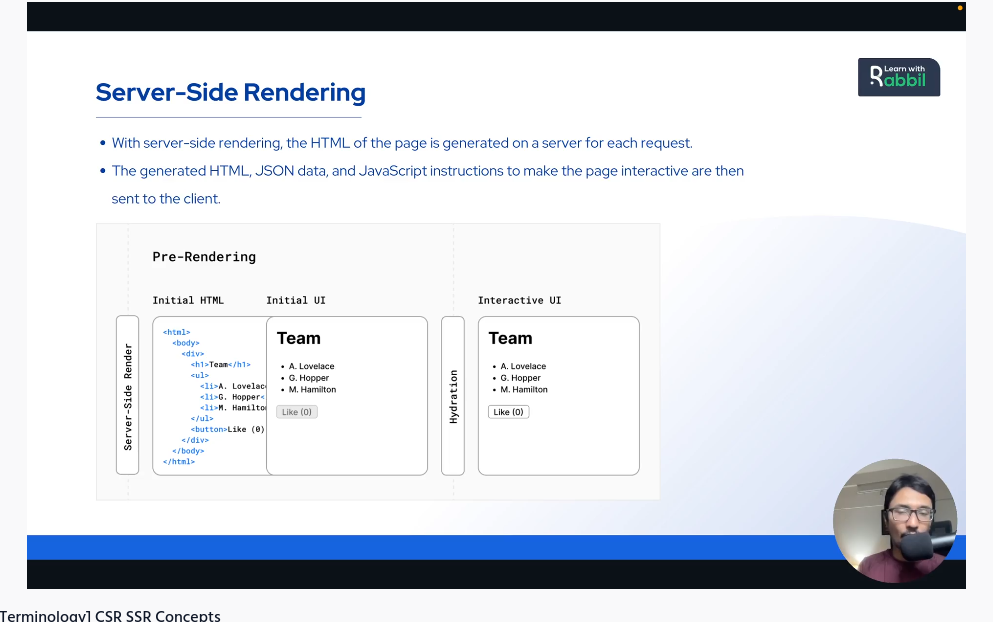 Learn with
Rabbil
Server-Side Rendering
• With server-side rendering, the HTML of the page is generated on a server for each request.
• The generated HTML, JSON data, and JavaScript instructions to make the page interactive are then
sent to the client.
Pre-Rendering
Initial HTML
Initial UI
Interactive UI
Server-Side Render
<html>
<body>
<div>
<h1>Team</h1>
<ul>
<li>A. Lovelace
<li>G. Hopper<
<li>M. Hamilto
</ul>
<button>Like (0)
</div>
</body>
</html>
Team
• A. Lovelace
• G. Hopper
• M. Hamilton
Like (0)
Hydration
Team
• A. Lovelace
• G. Hopper
• M. Hamilton
Like (0)
Terminology] CSR SSR Concepts